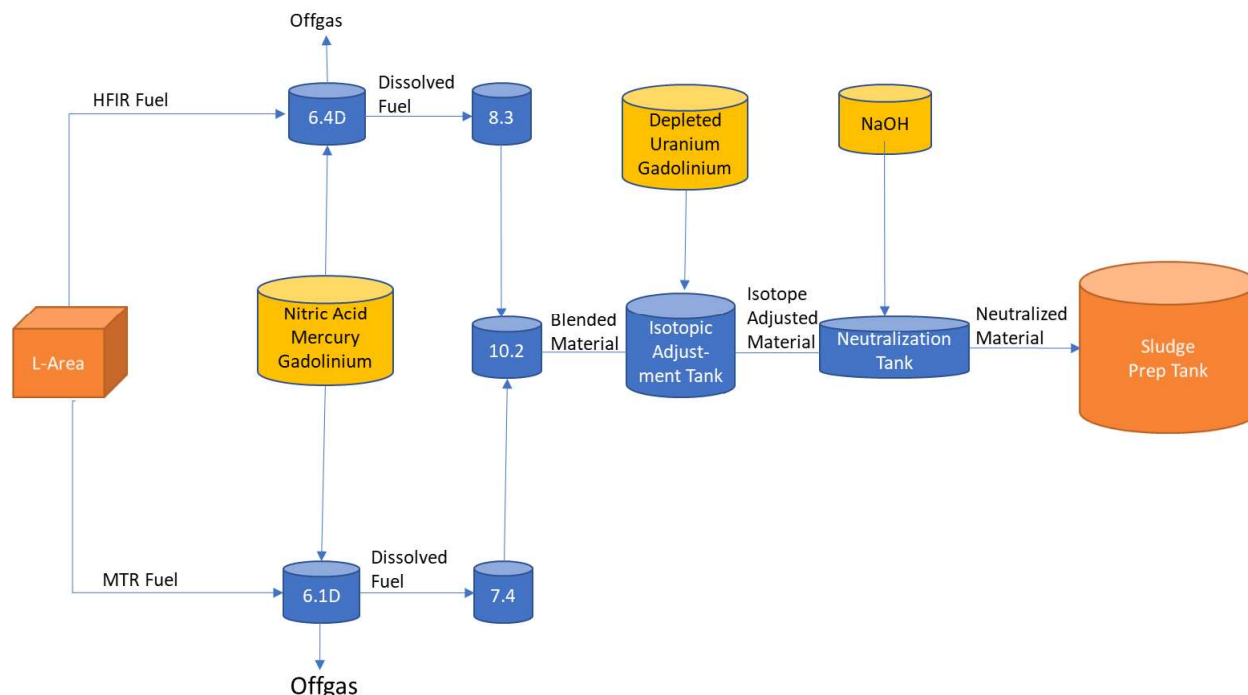 Offgas
HFIR Fuel
6.4D
Dissolved
Fuel
8.3
Depleted
Uranium
Gadolinium
NaOH
L-Area
Nitric Acid
Mercury
Gadolinium
10.2
Blended
Material
Isotopic
Adjust-
ment Tank
Isotope
Adjusted
Material
Neutralization
Tank
Neutralized
Material
Sludge
Prep Tank
MTR Fuel
6.1D
Dissolved
Fuel
7.4
Offgas